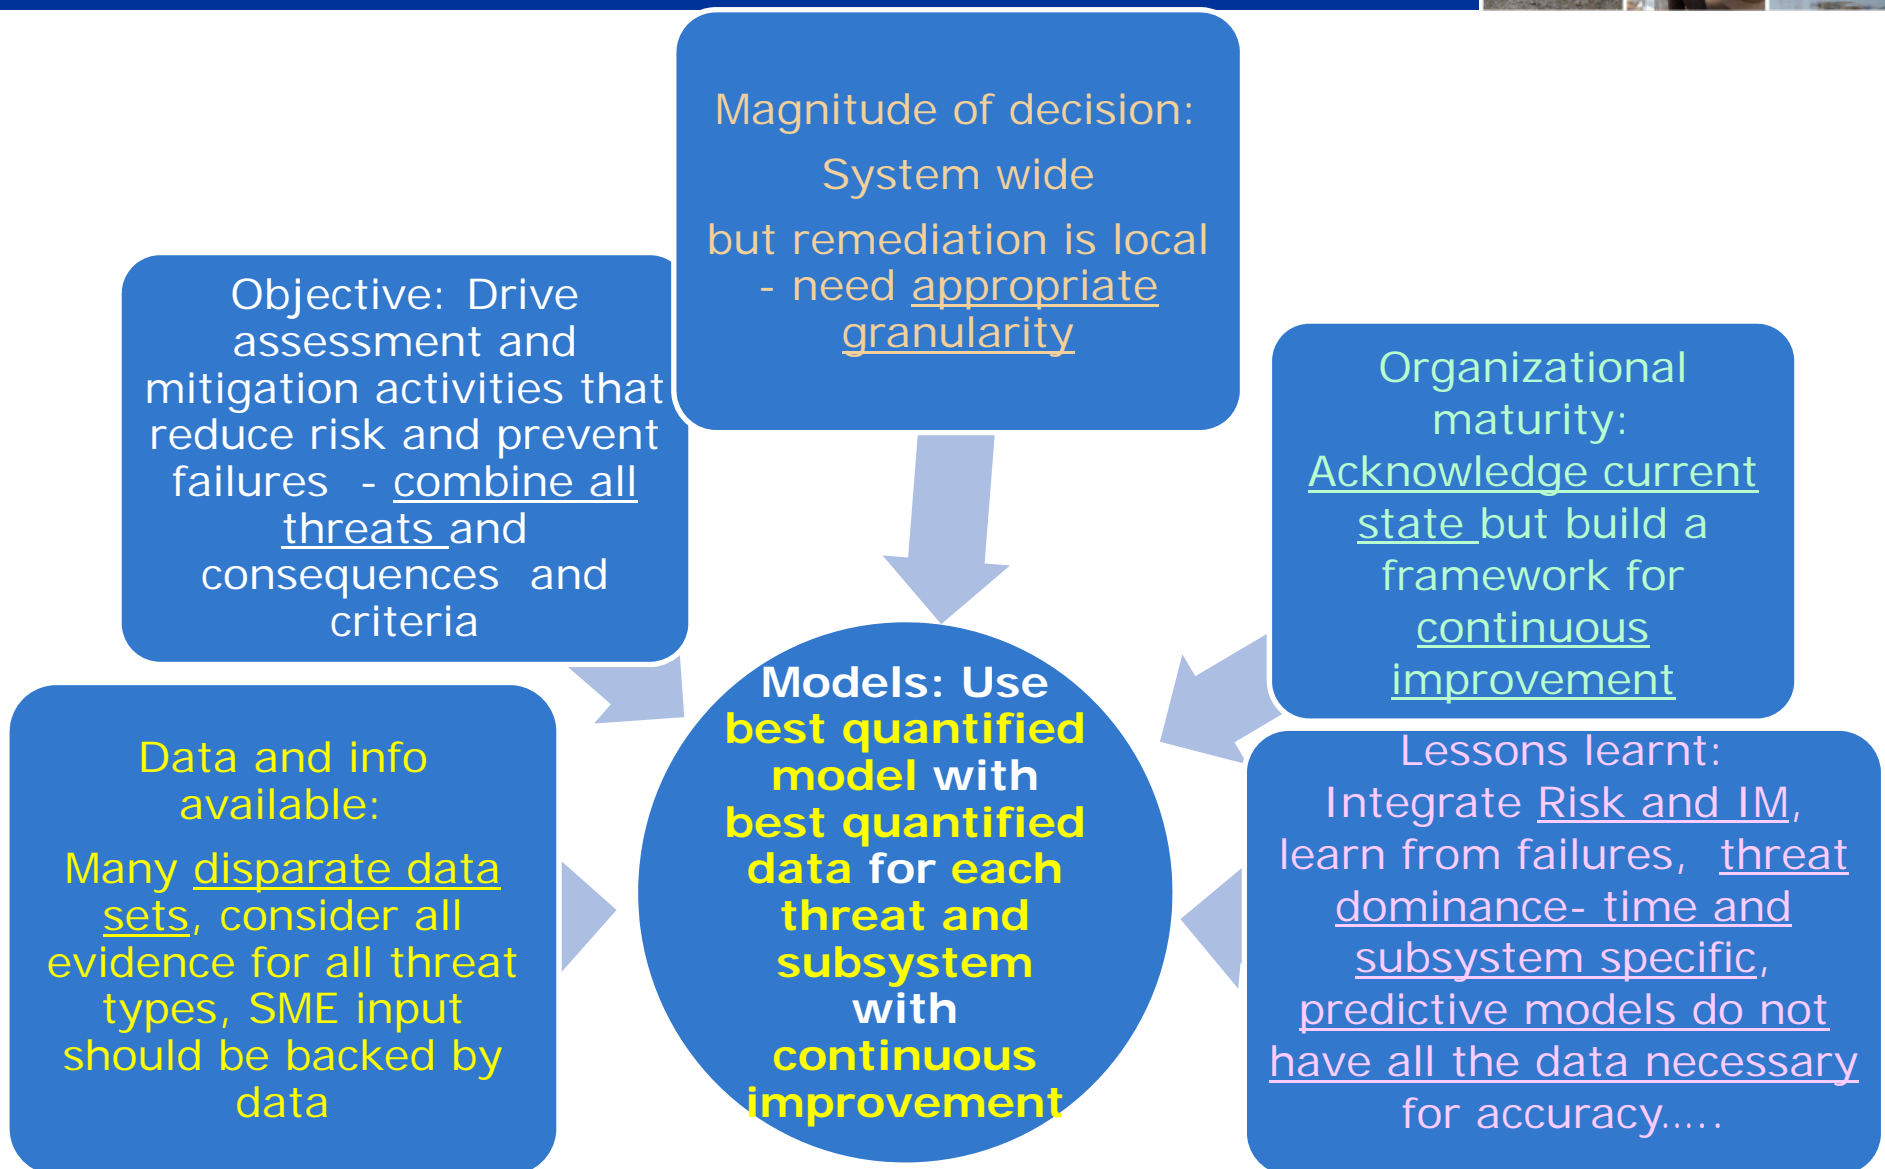 Magnitude of decision:
System wide
but remediation is local
- need appropriate
granularity
Objective: Drive
assessment and
mitigation activities that
reduce risk and prevent
failures - combine all
threats and
consequences and
criteria
Organizational
maturity:
Acknowledge current
state but build a
framework for
continuous
improvement
Data and info
available:
Many disparate data
sets, consider all
evidence for all threat
types, SME input
should be backed by
data
Models: Use
best quantified
model with
best quantified
data for each
threat and
subsystem
with
continuous
improvement
Lessons learnt:
Integrate Risk and IM,
learn from failures, threat
dominance- time and
subsystem specific,
predictive models do not
have all the data necessary
for accuracy.....